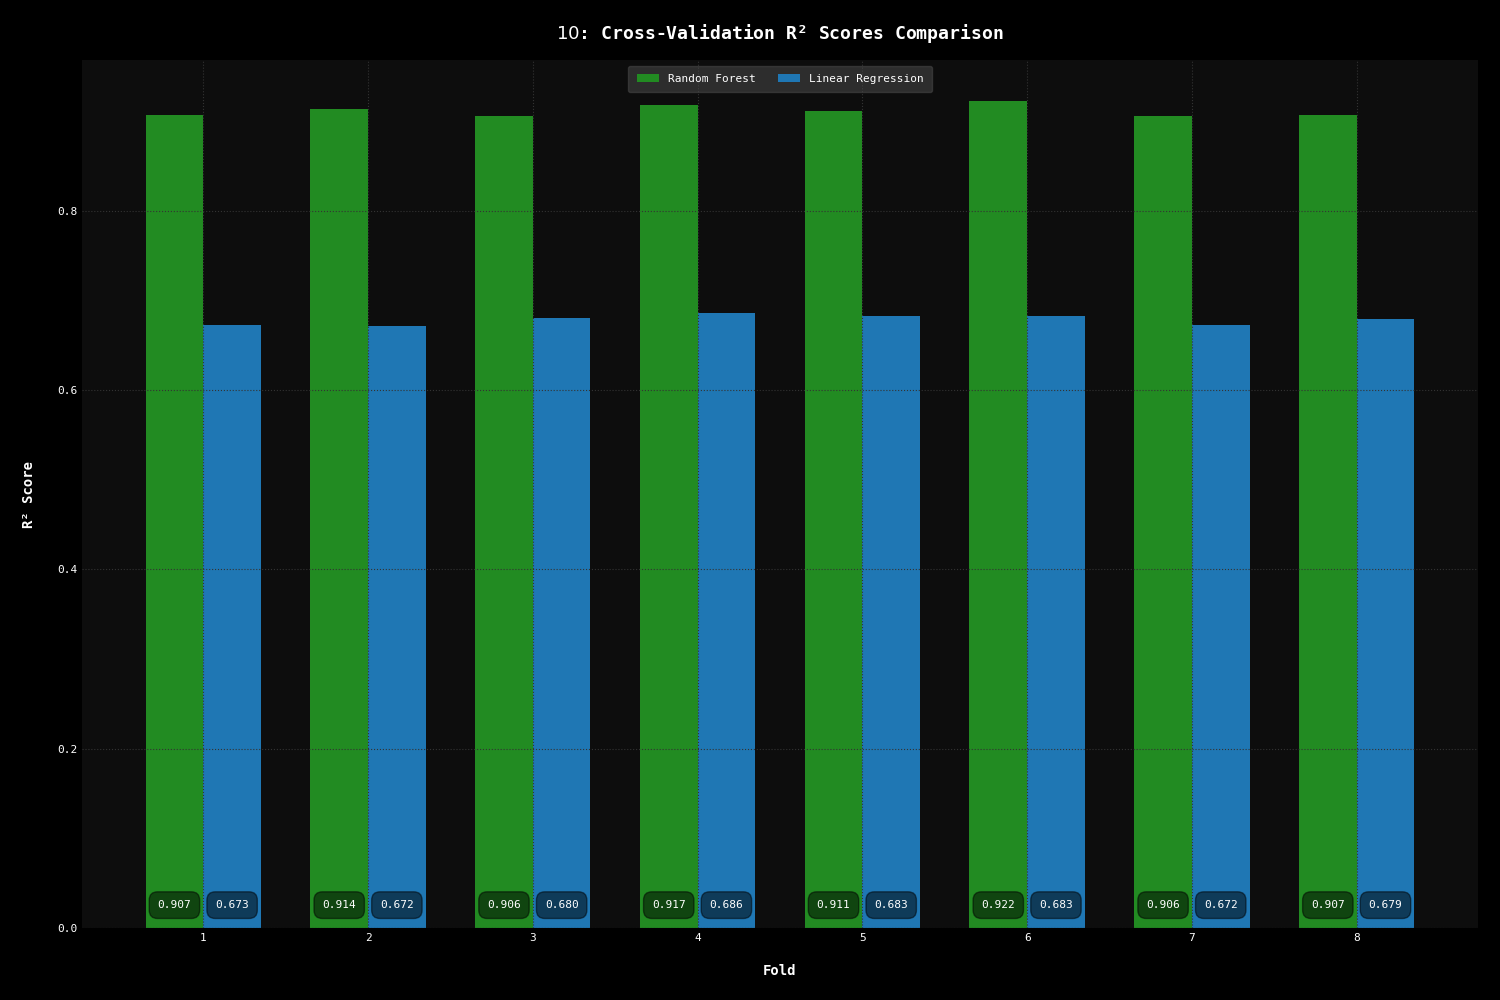 10: Cross-Validation R² Scores Comparison
Random Forest Linear Regression
R² Score
0.8
0.6
0.4
0.2
0.0
0.907 0.673 0.914 0.672 0.906 0.680 0.917 0.686 0.911 0.683 0.922 0.683 0.906 0.672 0.907 0.679
1 2 3 4 5 6 7 8
Fold